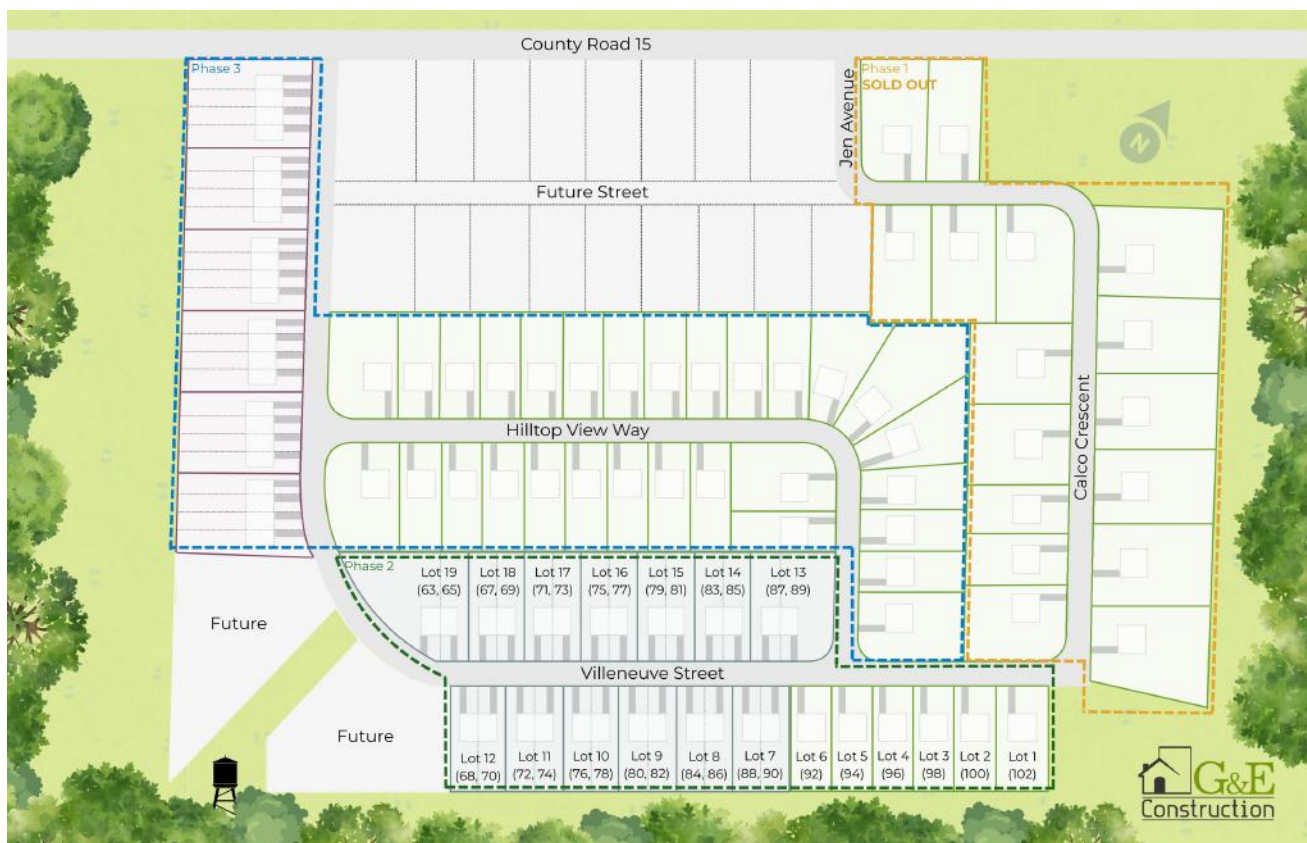 County Road 15
Phase 3
Jen Avenue
Phase 1
SOLD OUT
N
Future Street
Hilltop View Way
Calco Crescent
Phase 2
Lot 19
(63, 65)
Lot 18
(67, 69)
Lot 17
(71, 73)
Lot 16
(75, 77)
Lot 15
(79, 81)
Lot 14
(83, 85)
Lot 13
(87, 89)
Future
Villeneuve Street
Future
Lot 12
(68, 70)
Lot 11
(72, 74)
Lot 10
(76, 78)
Lot 9
(80, 82)
Lot 8
(84, 86)
Lot 7
(88, 90)
Lot 6
(92)
Lot 5
(94)
Lot 4
(96)
Lot 3
(98)
Lot 2
(100)
Lot 1
(102)
G&E
Construction